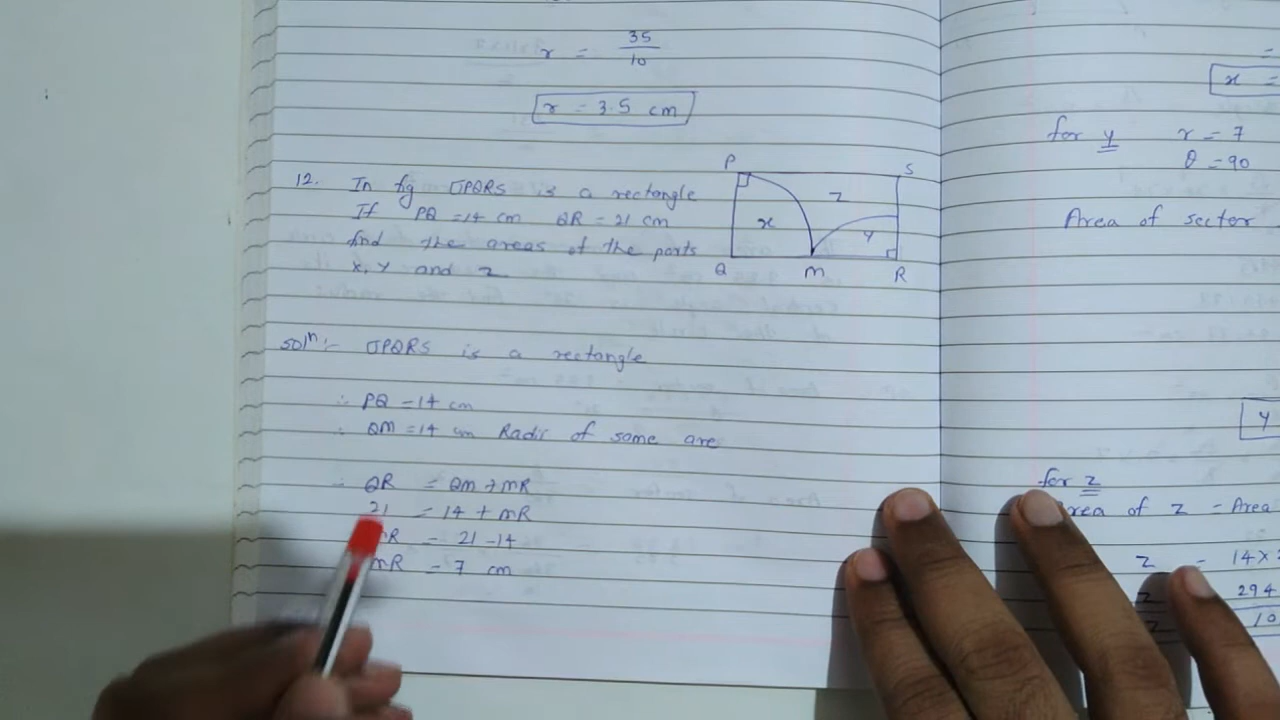 r = 35/10
r = 3.5 cm
12. In fig □PQRS is a rectangle
If PQ = 14 cm QR = 21 cm
find the areas of the parts
x, y and z
P S
z
x
y
Q M R
Solⁿ:- □PQRS is a rectangle
∴ PQ = 14 cm
∴ QM = 14 cm Radii of same arc
∴ QR = QM + MR
21 = 14 + MR
MR = 21 - 14
MR = 7 cm
x =
for y r = 7
θ = 90
Area of sector
y
for z
Area of z = Area
z = 14 ×
z 294
z 10